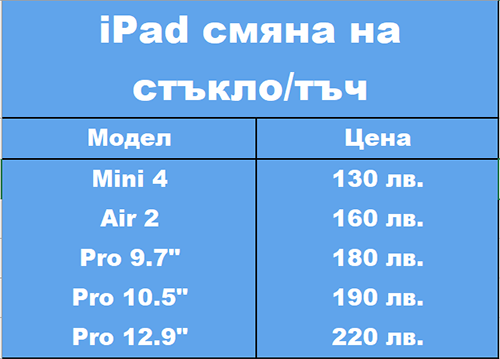 iPad смяна на
стъкло/тъч
Модел Цена
Mini 4 130 лв.
Air 2 160 лв.
Pro 9.7" 180 лв.
Pro 10.5" 190 лв.
Pro 12.9" 220 лв.